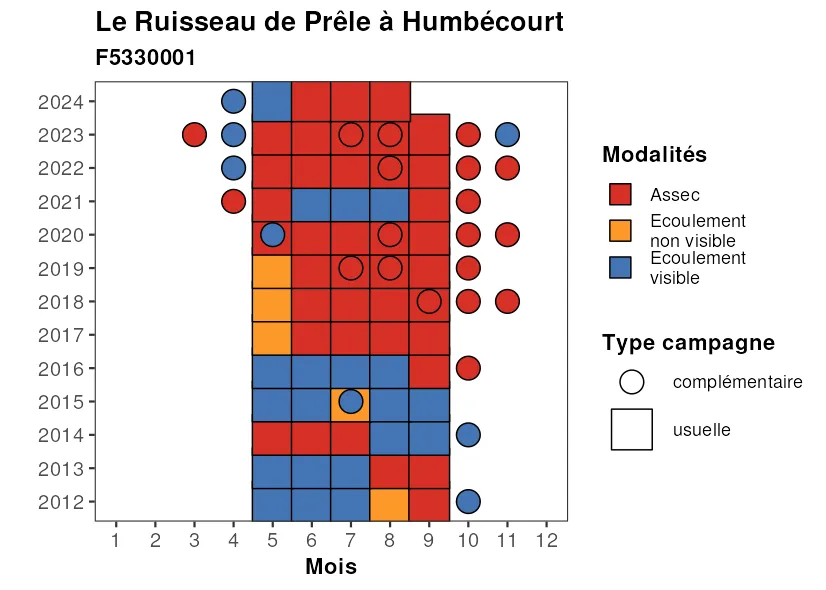 Le Ruisseau de Prêle à Humbécourt
F5330001
2024
2023
2022
2021
2020
2019
2018
2017
2016
2015
2014
2013
2012
1 2 3 4 5 6 7 8 9 10 11 12
Mois
Modalités
Assec
Ecoulement
non visible
Ecoulement
visible
Type campagne
complémentaire
usuelle